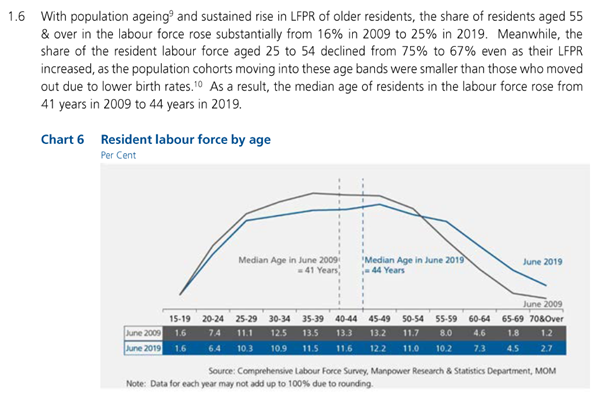 1.6 With population ageing⁹ and sustained rise in LFPR of older residents, the share of residents aged 55
& over in the labour force rose substantially from 16% in 2009 to 25% in 2019. Meanwhile, the
share of the resident labour force aged 25 to 54 declined from 75% to 67% even as their LFPR
increased, as the population cohorts moving into these age bands were smaller than those who moved
out due to lower birth rates.¹⁰ As a result, the median age of residents in the labour force rose from
41 years in 2009 to 44 years in 2019.
Chart 6 Resident labour force by age
Per Cent
Median Age in June 2009
= 41 Years
Median Age in June 2019
= 44 Years
June 2019
June 2009
15-19 20-24 25-29 30-34 35-39 40-44 45-49 50-54 55-59 60-64 65-69 70&Over
June 2009 1.6 7.4 11.1 12.5 13.5 13.3 13.2 11.7 8.0 4.6 1.8 1.2
June 2019 1.6 6.4 10.3 10.9 11.5 11.6 12.2 11.0 10.2 7.3 4.5 2.7
Source: Comprehensive Labour Force Survey, Manpower Research & Statistics Department, MOM
Note: Data for each year may not add up to 100% due to rounding.